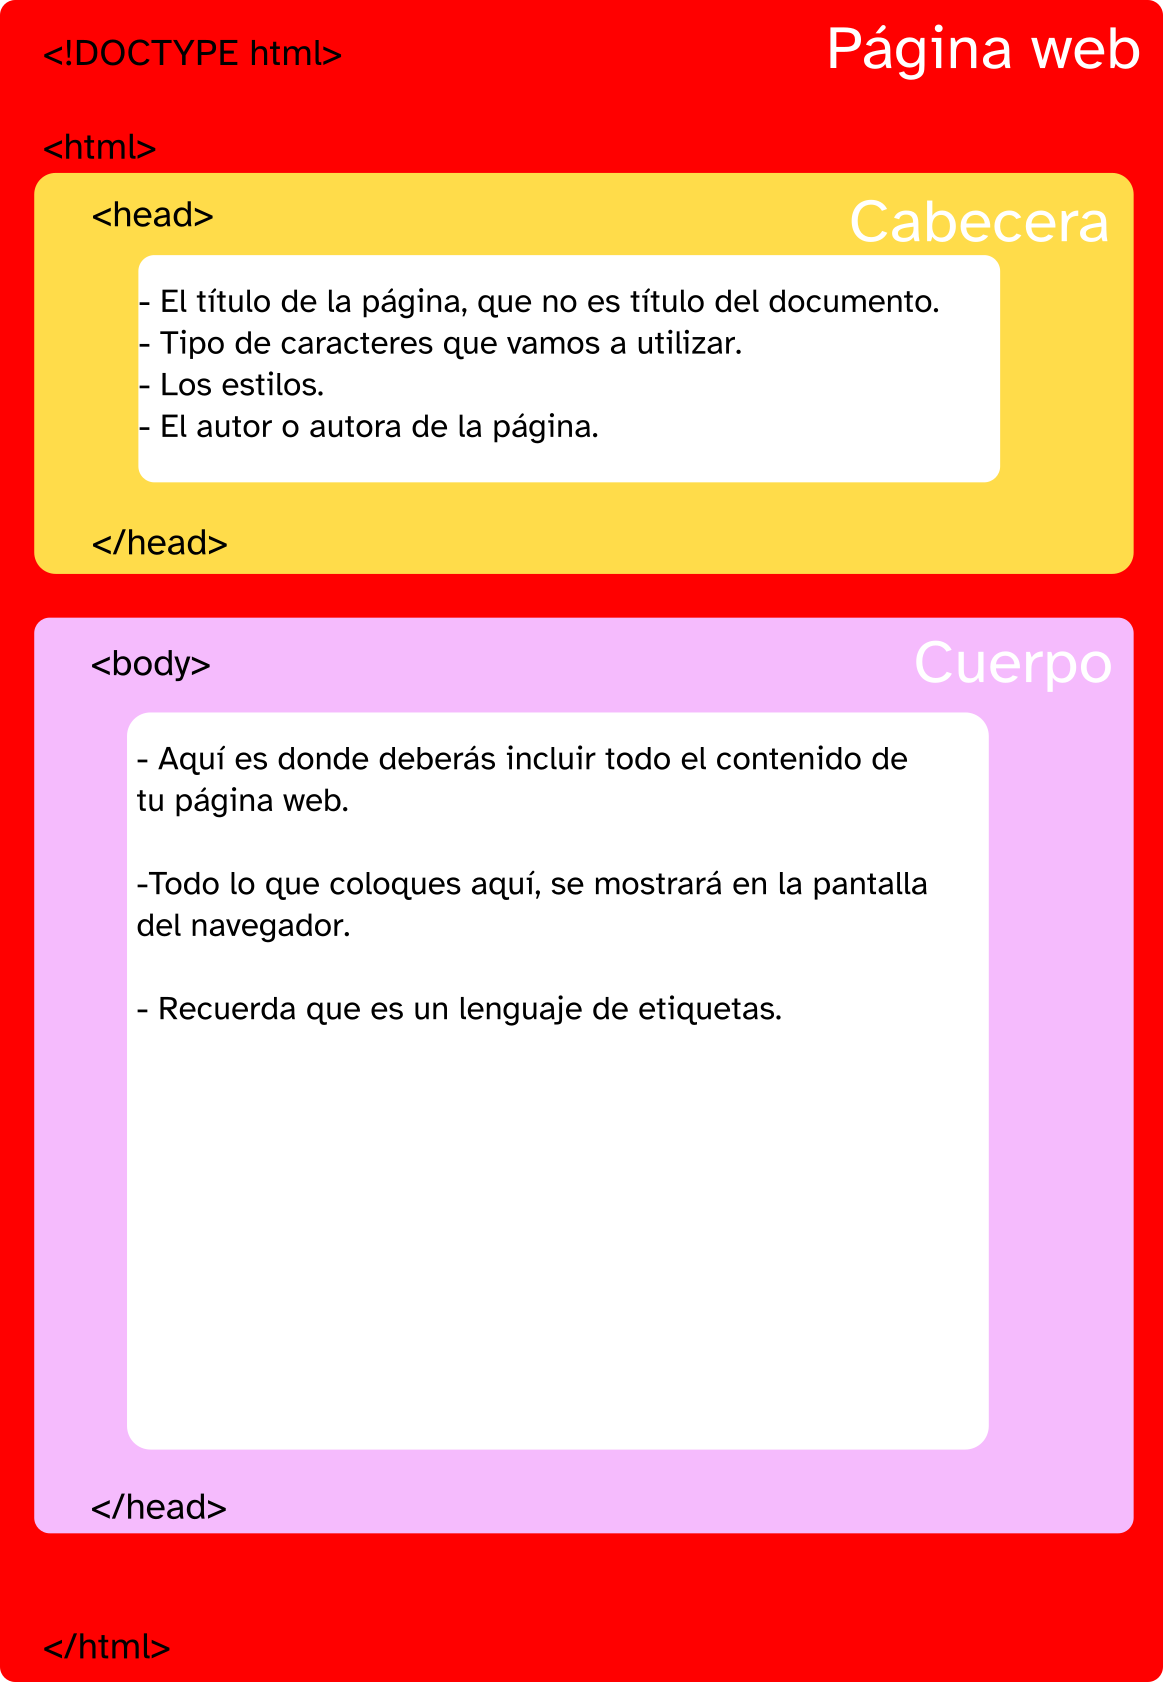 <!DOCTYPE html>
Página web
<html>
<head>
Cabecera
- El título de la página, que no es título del documento.
- Tipo de caracteres que vamos a utilizar.
- Los estilos.
- El autor o autora de la página.
</head>
<body>
Cuerpo
- Aquí es donde deberás incluir todo el contenido de
tu página web.
-Todo lo que coloques aquí, se mostrará en la pantalla
del navegador.
- Recuerda que es un lenguaje de etiquetas.
</head>
</html>